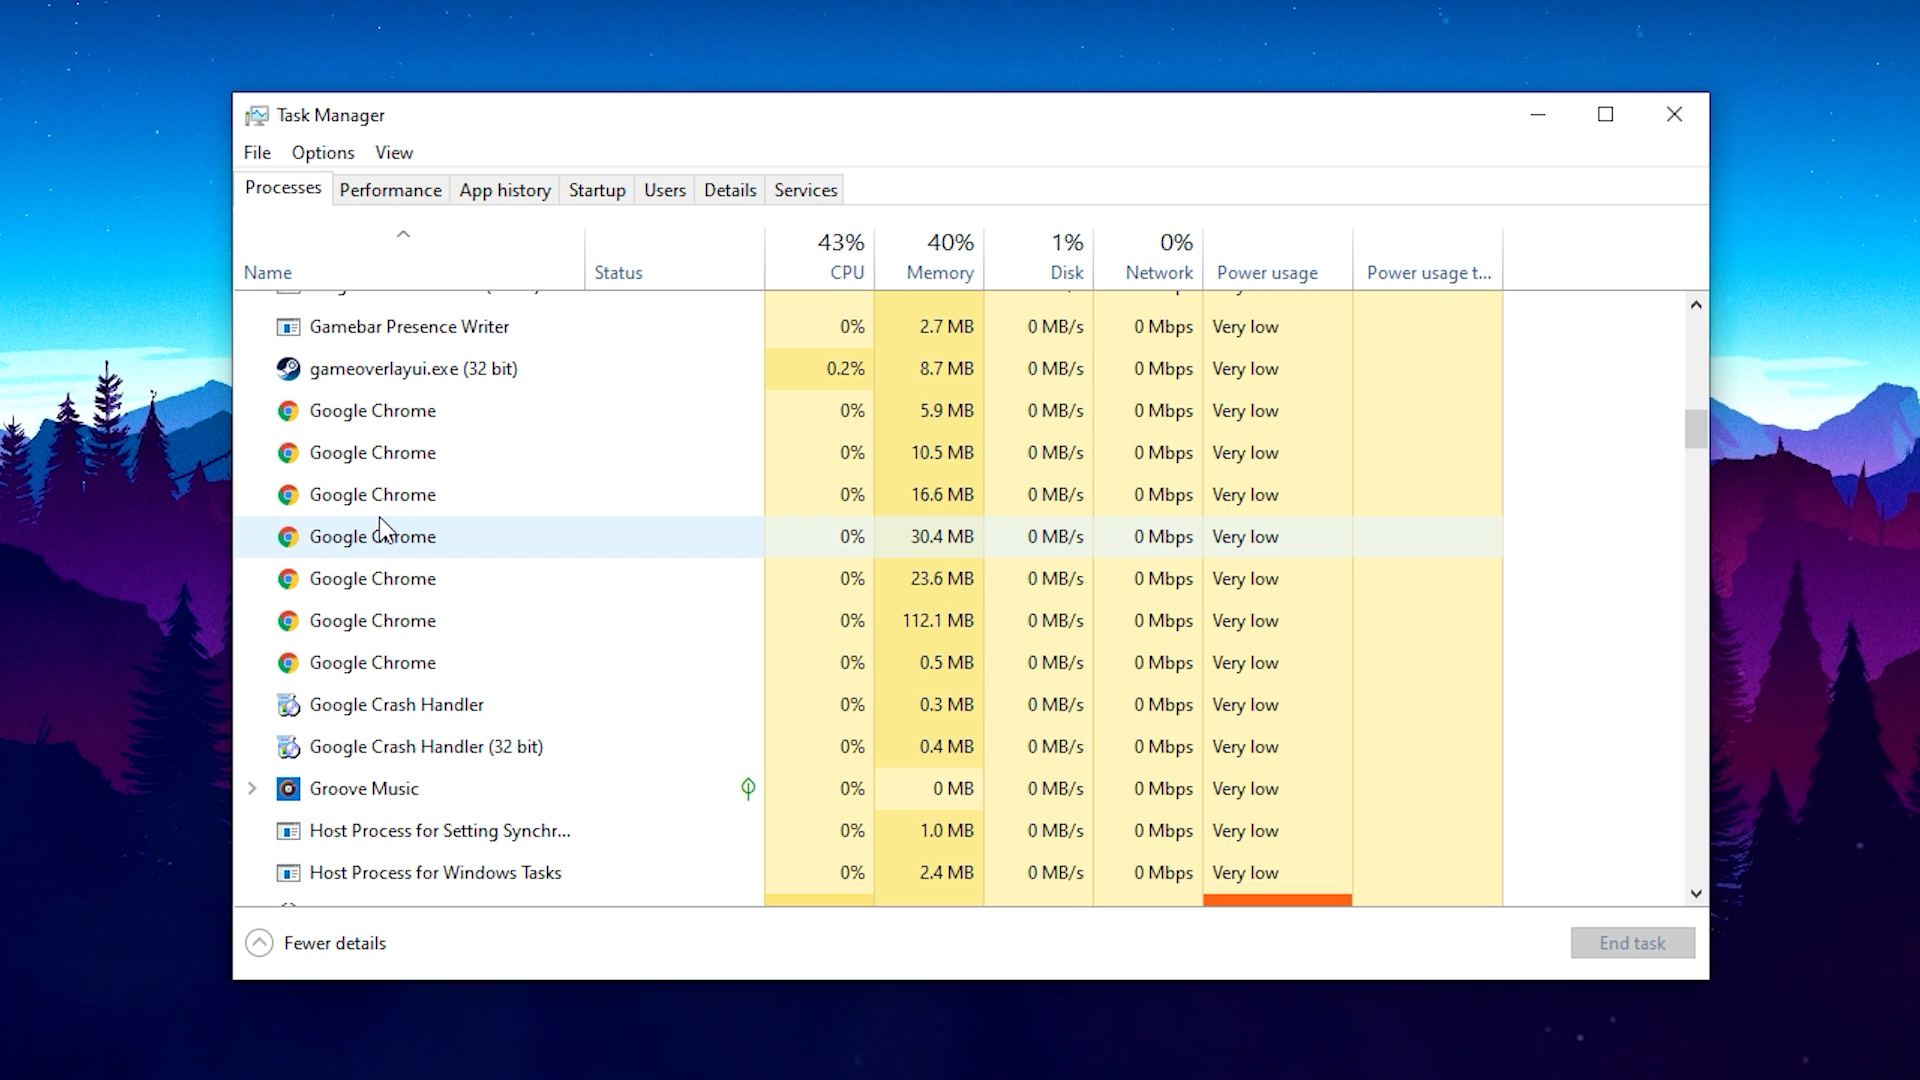 Task Manager
File Options View
Processes Performance App history Startup Users Details Services
43% 40% 1% 0%
Name Status CPU Memory Disk Network Power usage Power usage t...
Gamebar Presence Writer 0% 2.7 MB 0 MB/s 0 Mbps Very low
gameoverlayui.exe (32 bit) 0.2% 8.7 MB 0 MB/s 0 Mbps Very low
Google Chrome 0% 5.9 MB 0 MB/s 0 Mbps Very low
Google Chrome 0% 10.5 MB 0 MB/s 0 Mbps Very low
Google Chrome 0% 16.6 MB 0 MB/s 0 Mbps Very low
Google Chrome 0% 30.4 MB 0 MB/s 0 Mbps Very low
Google Chrome 0% 23.6 MB 0 MB/s 0 Mbps Very low
Google Chrome 0% 112.1 MB 0 MB/s 0 Mbps Very low
Google Chrome 0% 0.5 MB 0 MB/s 0 Mbps Very low
Google Crash Handler 0% 0.3 MB 0 MB/s 0 Mbps Very low
Google Crash Handler (32 bit) 0% 0.4 MB 0 MB/s 0 Mbps Very low
Groove Music 0% 0 MB 0 MB/s 0 Mbps Very low
Host Process for Setting Synchr... 0% 1.0 MB 0 MB/s 0 Mbps Very low
Host Process for Windows Tasks 0% 2.4 MB 0 MB/s 0 Mbps Very low
Fewer details End task